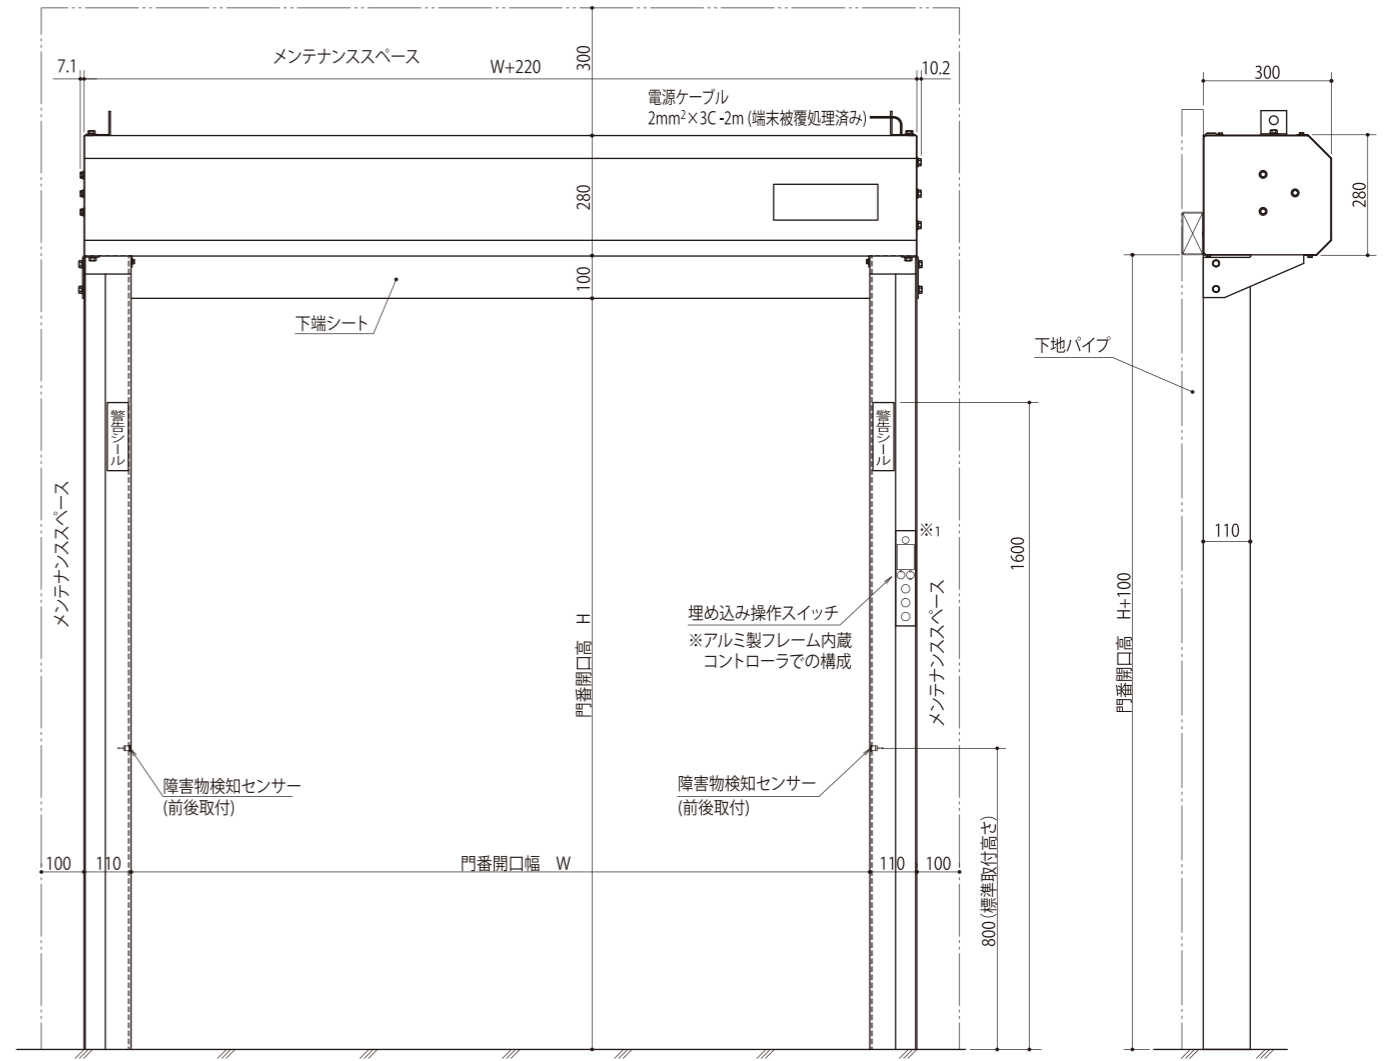 メンテナンススペース
300
7.1
W+220
10.2
電源ケーブル
2mm²×3C -2m (端末被覆処理済み)
280
100
下端シート
警告シール
警告シール
メンテナンススペース
※1
1600
埋め込み操作スイッチ
※アルミ製フレーム内蔵
コントローラでの構成
メンテナンススペース
門番開口高 H
障害物検知センサー
(前後取付)
障害物検知センサー
(前後取付)
800 (標準取付高さ)
100
110
門番開口幅 W
110
100
300
280
下地パイプ
110
門番開口高 H+100